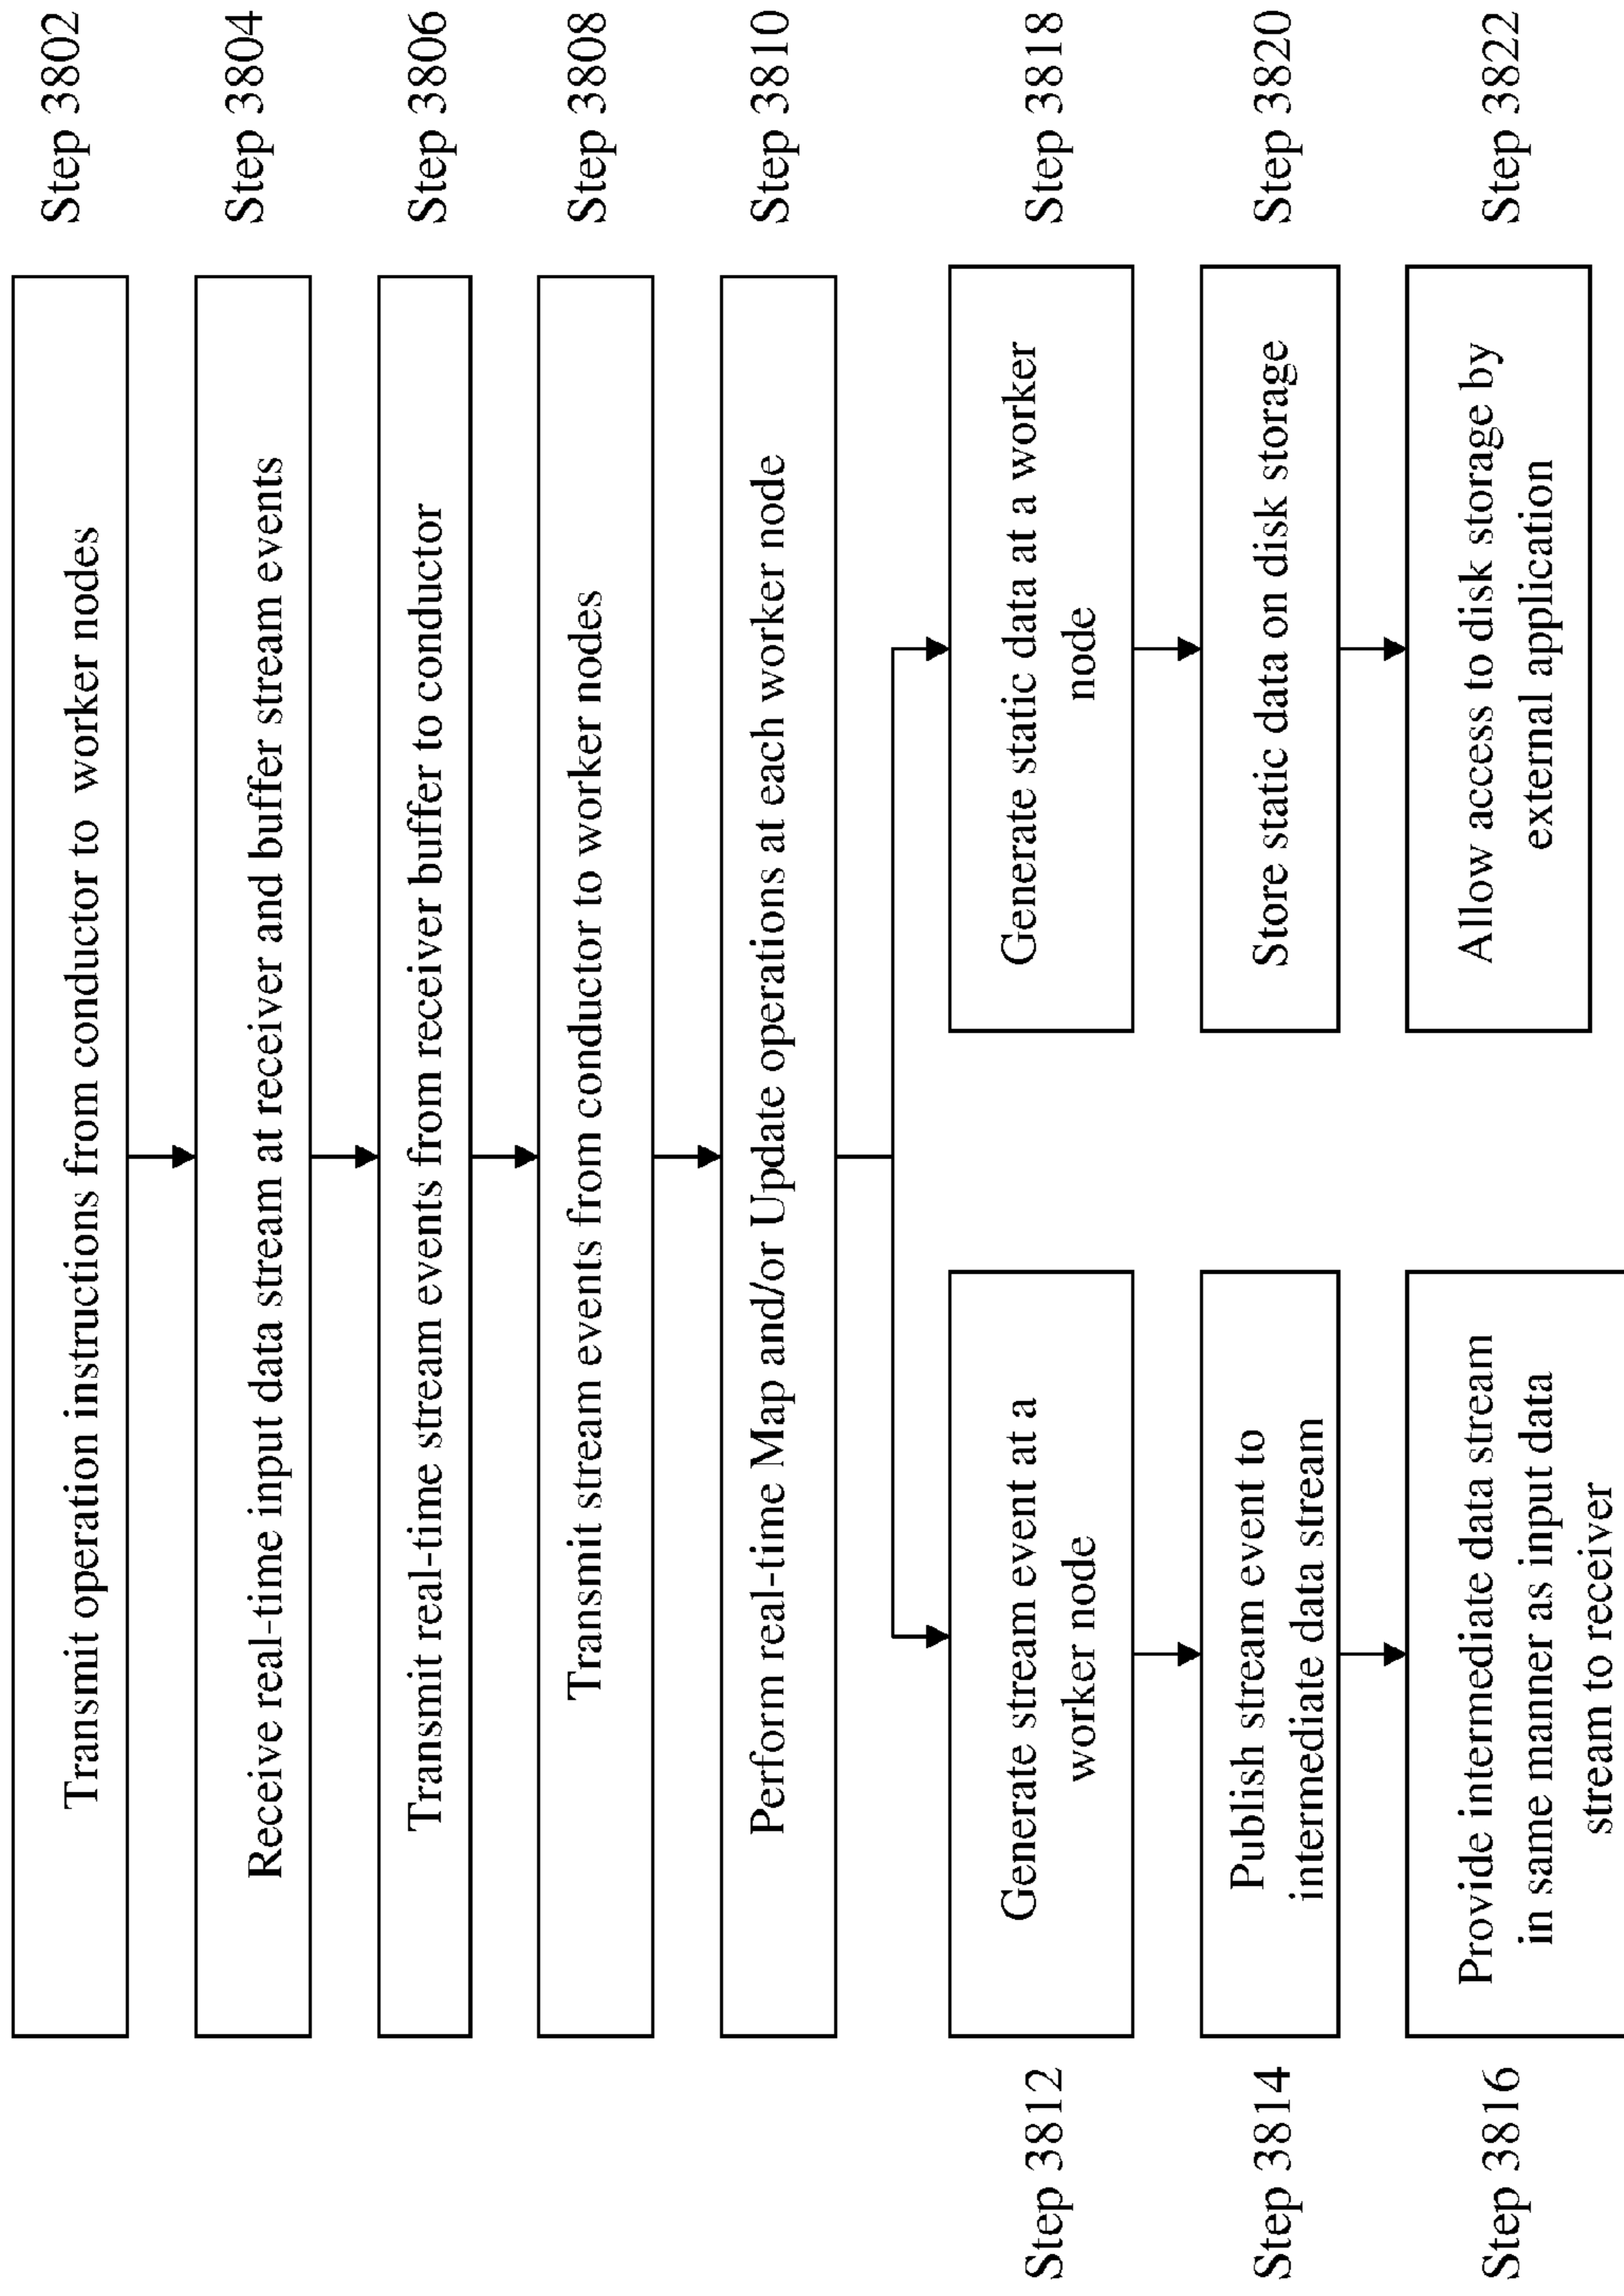 Transmit operation instructions from conductor to worker nodes
Step 3802
Receive real-time input data stream at receiver and buffer stream events
Step 3804
Transmit real-time stream events from receiver buffer to conductor
Step 3806
Transmit stream events from conductor to worker nodes
Step 3808
Perform real-time Map and/or Update operations at each worker node
Step 3810
Step 3812
Generate stream event at a
worker node
Generate static data at a worker
node
Step 3818
Step 3814
Publish stream event to
intermediate data stream
Store static data on disk storage
Step 3820
Step 3816
Provide intermediate data stream
in same manner as input data
stream to receiver
Allow access to disk storage by
external application
Step 3822